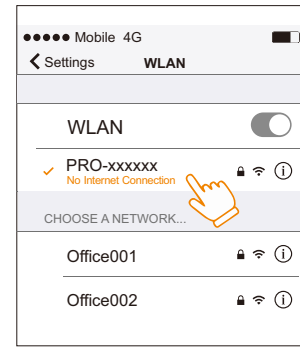 Mobile 4G
Settings WLAN
WLAN
PRO-xxxxxx
No Internet Connection
CHOOSE A NETWORK...
Office001
Office002